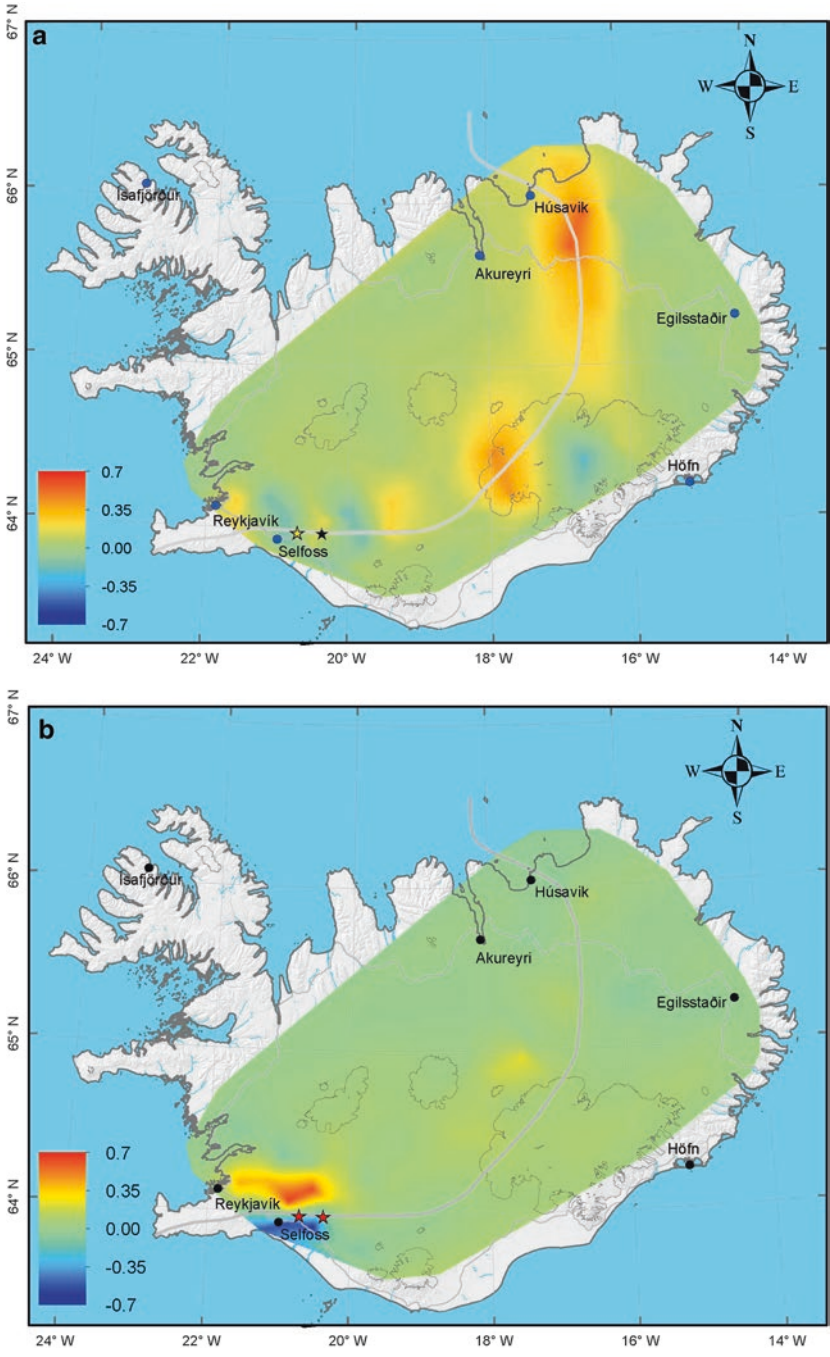 67° N
a
N
W E
S
66° N
Ísafjörður
Húsavik
Akureyri
Egilsstaðir
65° N
Höfn
0.7
0.35
0.00
-0.35
-0.7
64° N
Reykjavík
Selfoss
24° W 22° W 20° W 18° W 16° W 14° W
67° N
b
N
W E
S
66° N
Ísafjörður
Húsavik
Akureyri
Egilsstaðir
65° N
Höfn
0.7
0.35
0.00
-0.35
-0.7
64° N
Reykjavík
Selfoss
24° W 22° W 20° W 18° W 16° W 14° W